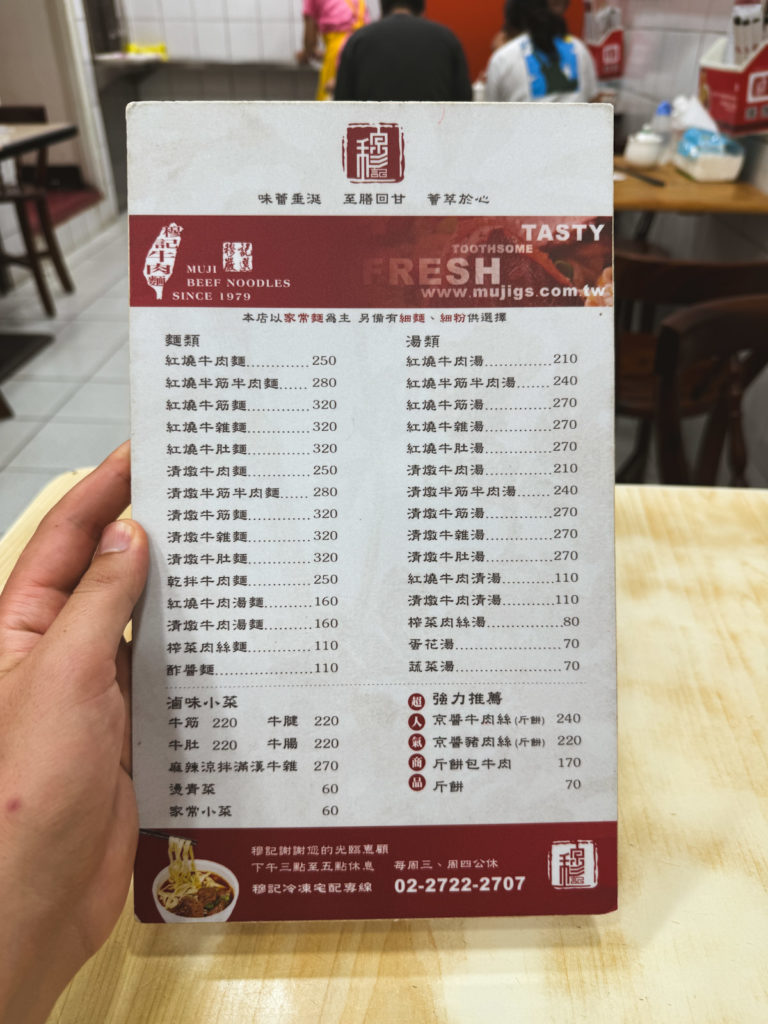 穆記
味蕾垂涎 至膳回甘 薈萃於心
穆記牛肉麵
MUJI
BEEF NOODLES
SINCE 1979
TASTY
TOOTHSOME
FRESH
www.mujigs.com.tw
本店以家常麵為主 另備有細麵、細粉供選擇
麵類
紅燒牛肉麵.............250
紅燒半筋半肉麵......280
紅燒牛筋麵.............320
紅燒牛雜麵.............320
紅燒牛肚麵.............320
清燉牛肉麵.............250
清燉半筋半肉麵......280
清燉牛筋麵.............320
清燉牛雜麵.............320
清燉牛肚麵.............320
乾拌牛肉麵.............250
紅燒牛肉湯麵..........160
清燉牛肉湯麵..........160
榨菜肉絲麵.............110
酢醬麵....................110
湯類
紅燒牛肉湯.............210
紅燒半筋半肉湯.......240
紅燒牛筋湯.............270
紅燒牛雜湯.............270
紅燒牛肚湯.............270
清燉牛肉湯.............210
清燉半筋半肉湯.......240
清燉牛筋湯.............270
清燉牛雜湯.............270
清燉牛肚湯.............270
紅燒牛肉清湯..........110
清燉牛肉清湯..........110
榨菜肉絲湯...............80
蛋花湯......................70
蔬菜湯......................70
滷味小菜
牛筋 220 牛腱 220
牛肚 220 牛腸 220
麻辣涼拌滿漢牛雜 270
燙青菜 60
家常小菜 60
超人氣商品
強力推薦
京醬牛肉絲(斤餅) 240
京醬豬肉絲(斤餅) 220
斤餅包牛肉 170
斤餅 70
穆記謝謝您的光臨惠顧
下午三點至五點休息 每周三、周四公休
穆記冷凍宅配專線 02-2722-2707
穆記